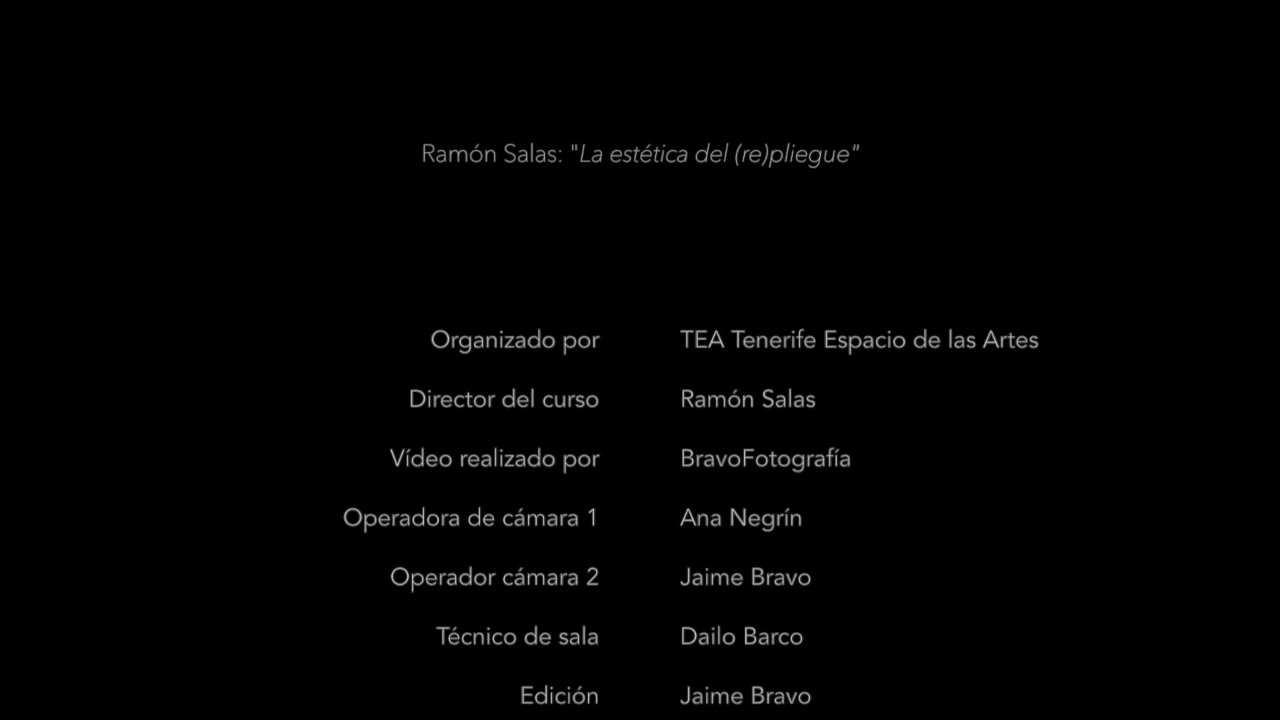 Ramón Salas: "La estética del (re)pliegue"
Organizado por TEA Tenerife Espacio de las Artes
Director del curso Ramón Salas
Vídeo realizado por BravoFotografía
Operadora de cámara 1 Ana Negrín
Operador cámara 2 Jaime Bravo
Técnico de sala Dailo Barco
Edición Jaime Bravo